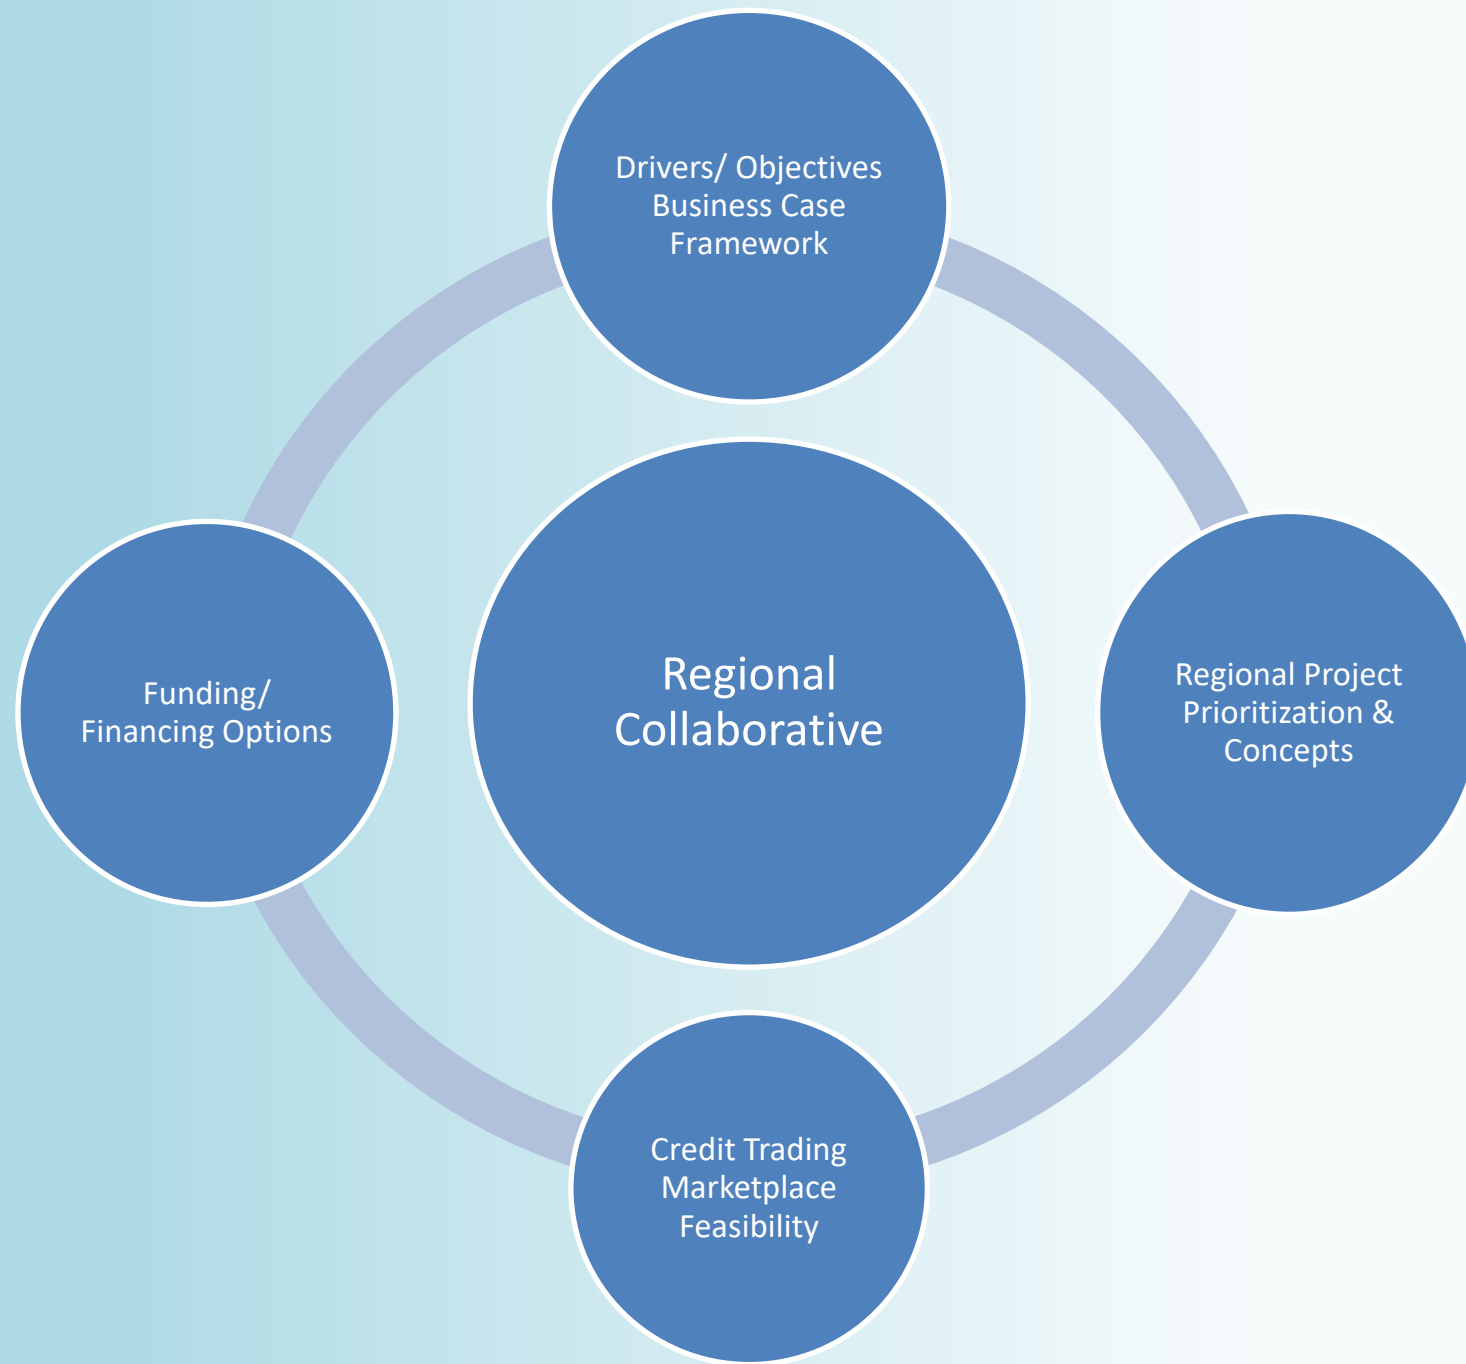 Drivers/ Objectives
Business Case
Framework
Funding/
Financing Options
Regional
Collaborative
Regional Project
Prioritization &
Concepts
Credit Trading
Marketplace
Feasibility